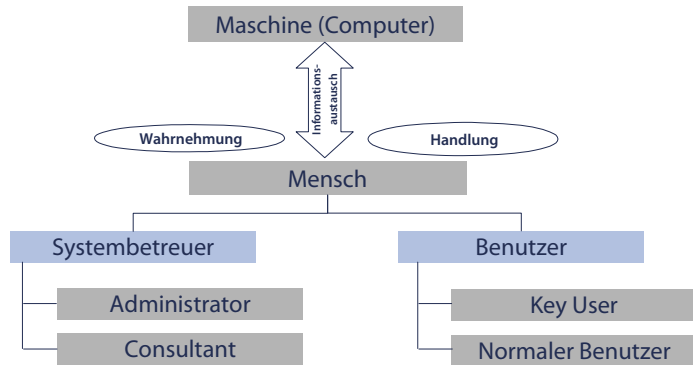 Maschine (Computer)
Informations-
austausch
Wahrnehmung
Handlung
Mensch
Systembetreuer
Benutzer
Administrator
Key User
Consultant
Normaler Benutzer